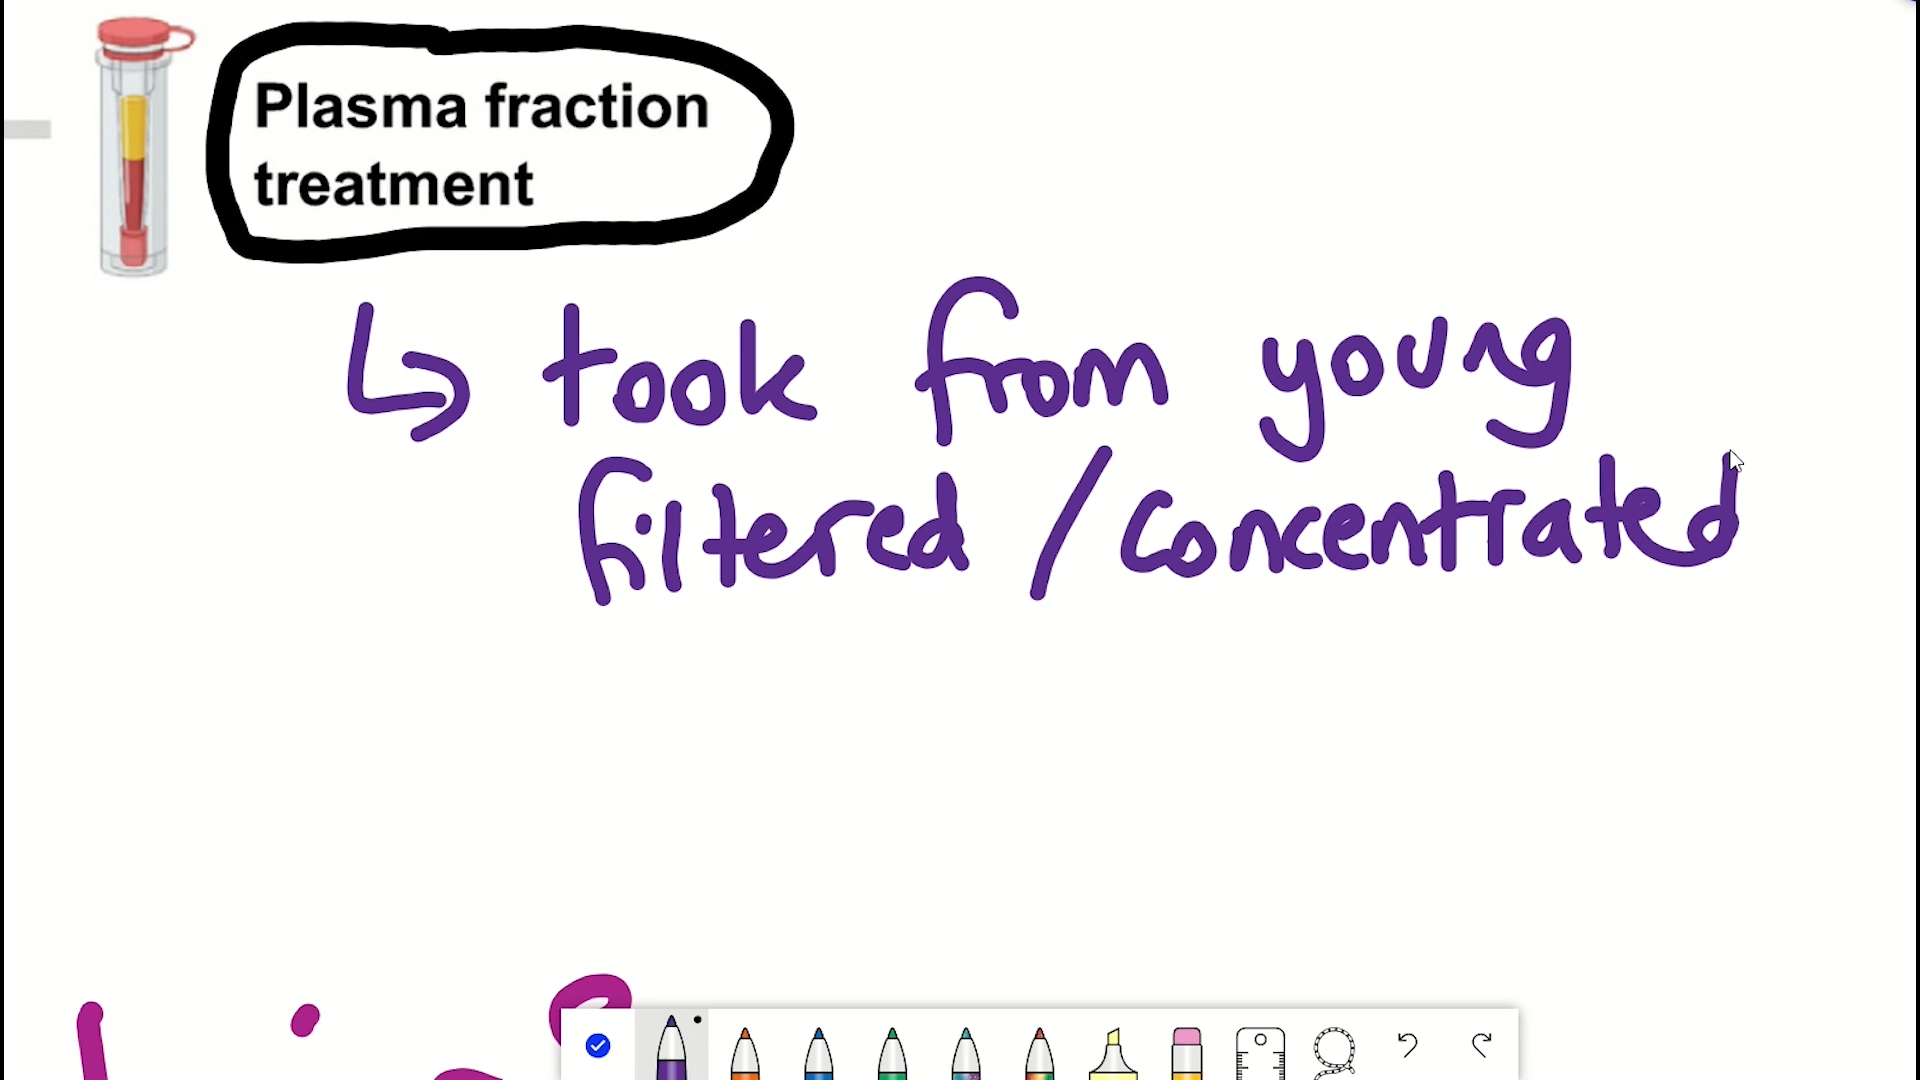 Plasma fraction
treatment
↳ took from young
filtered / concentrated